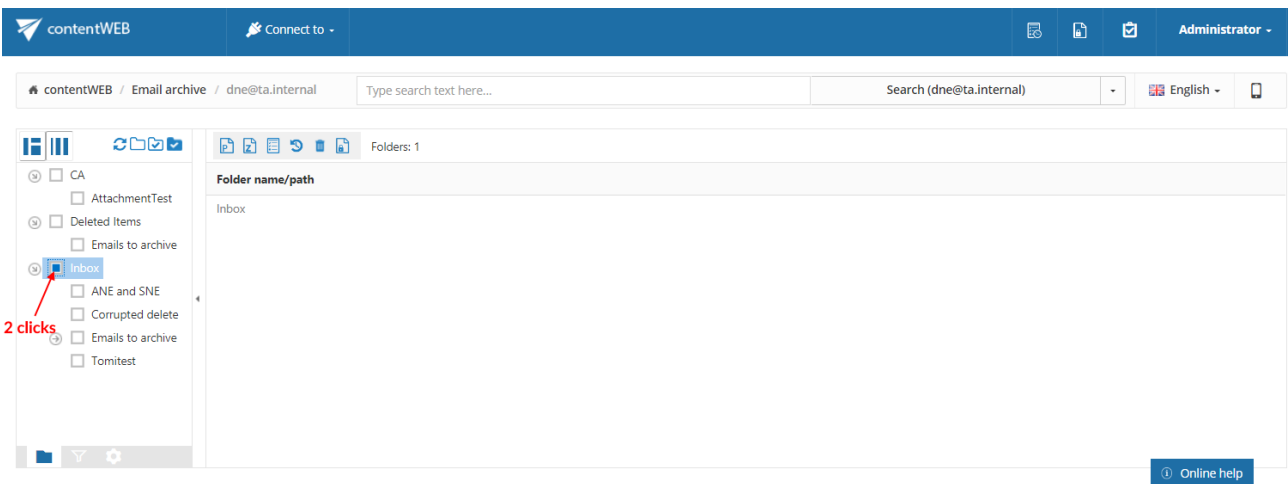 contentWEB
Connect to
Administrator
contentWEB / Email archive / dne@ta.internal
Type search text here...
Search (dne@ta.internal)
English
Folders: 1
CA
AttachmentTest
Deleted Items
Emails to archive
Inbox
ANE and SNE
Corrupted delete
Emails to archive
Tomitest
2 clicks
P
Z
Folder name/path
Inbox
Online help